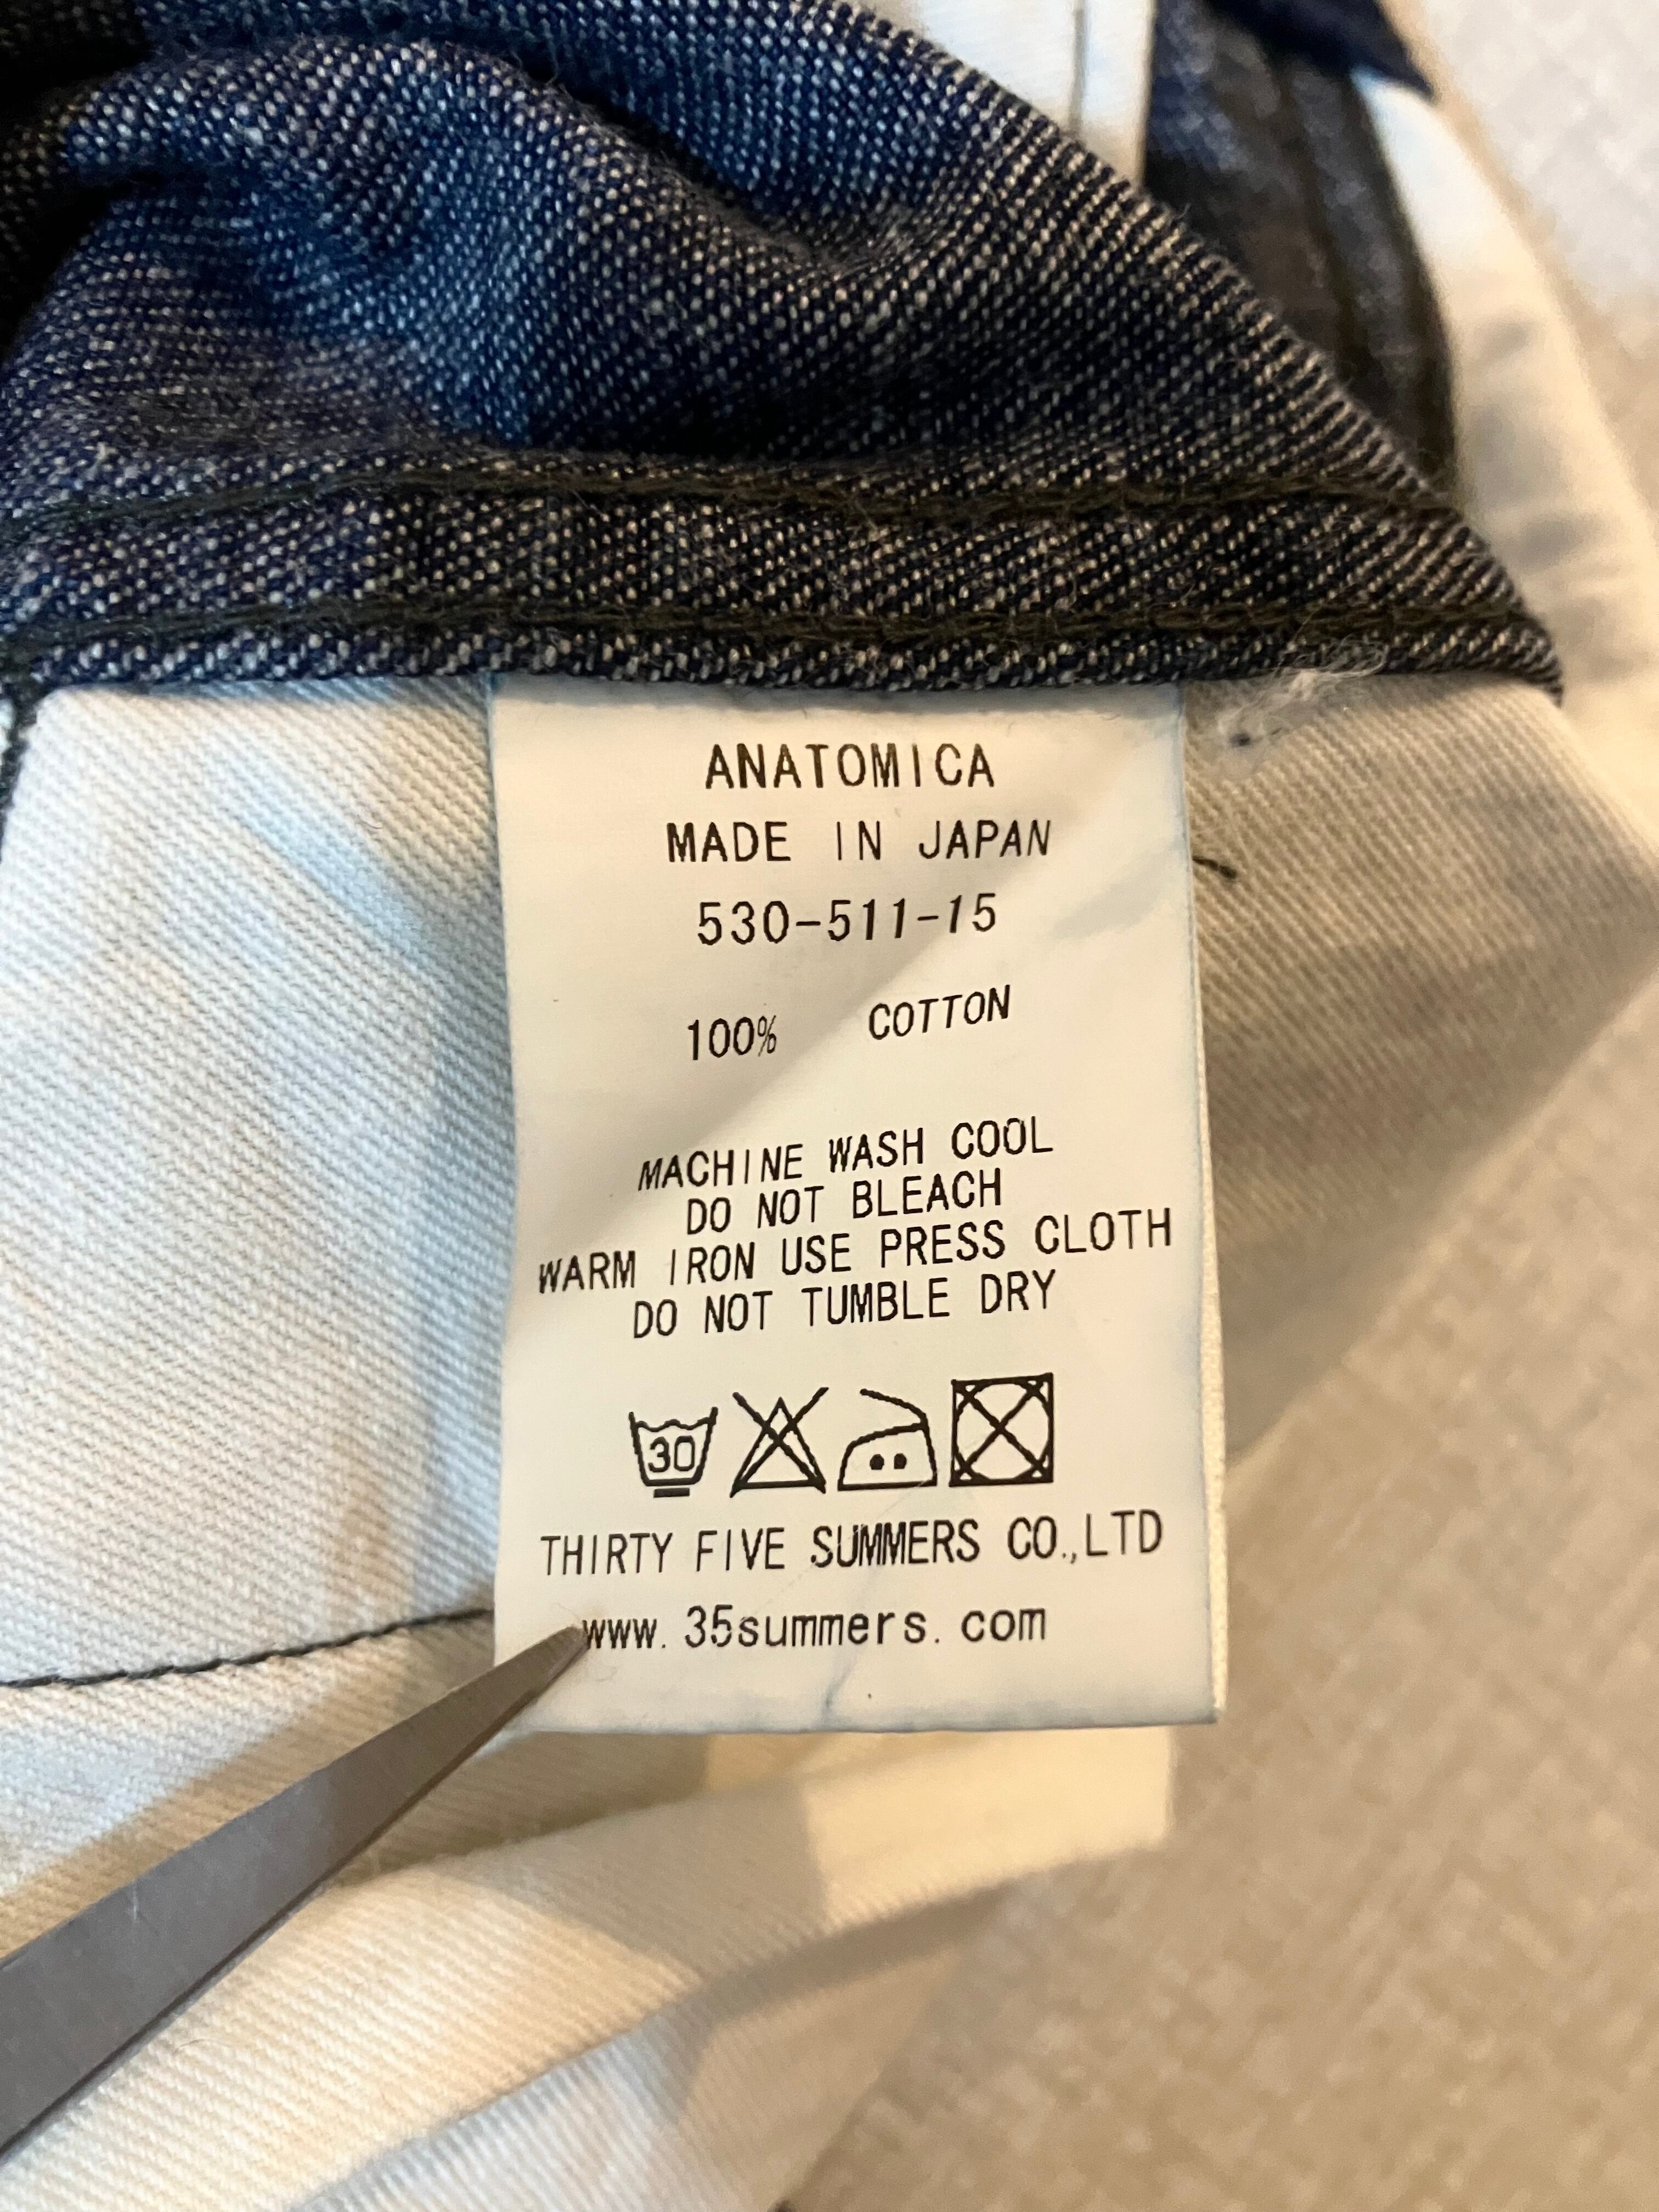 ANATOMICA
MADE IN JAPAN
530-511-15
100% COTTON
MACHINE WASH COOL
DO NOT BLEACH
WARM IRON USE PRESS CLOTH
DO NOT TUMBLE DRY
30
THIRTY FIVE SUMMERS CO.,LTD
www.35summers.com